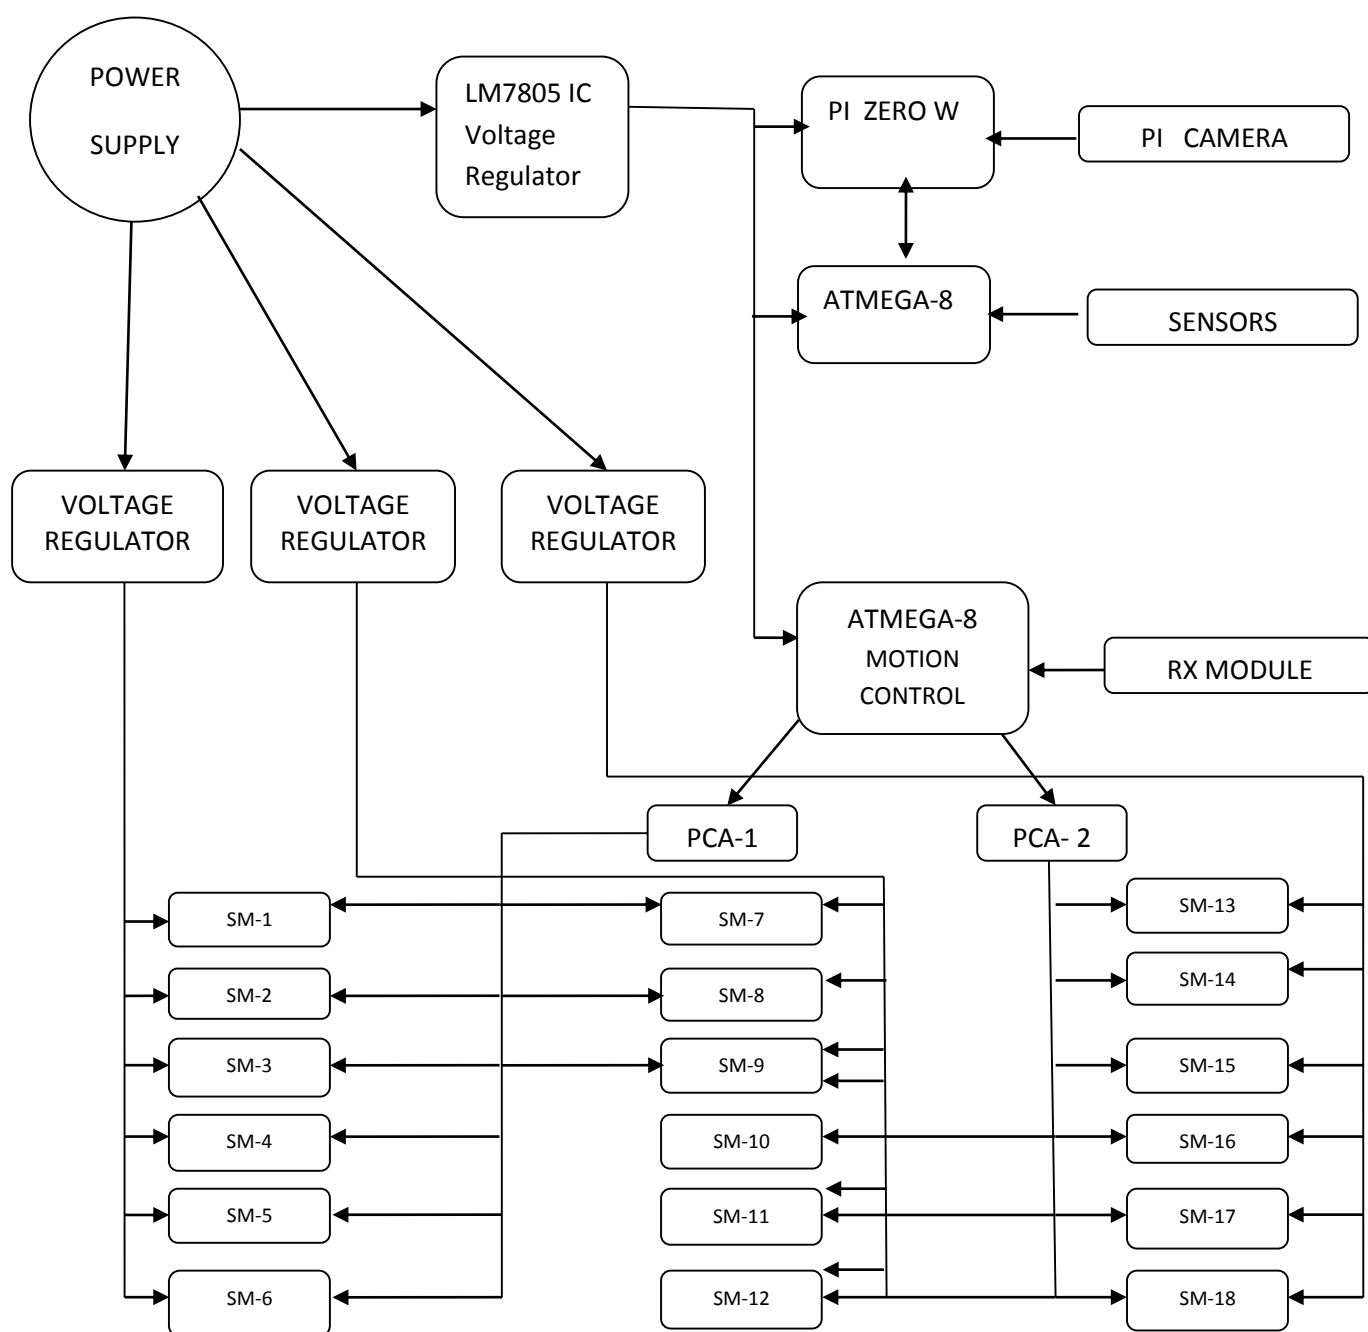 POWER
SUPPLY
LM7805 IC
Voltage
Regulator
PI ZERO W
PI CAMERA
ATMEGA-8
SENSORS
VOLTAGE
REGULATOR
VOLTAGE
REGULATOR
VOLTAGE
REGULATOR
ATMEGA-8
MOTION
CONTROL
RX MODULE
PCA-1
PCA- 2
SM-1
SM-7
SM-13
SM-2
SM-8
SM-14
SM-3
SM-9
SM-15
SM-4
SM-10
SM-16
SM-5
SM-11
SM-17
SM-6
SM-12
SM-18